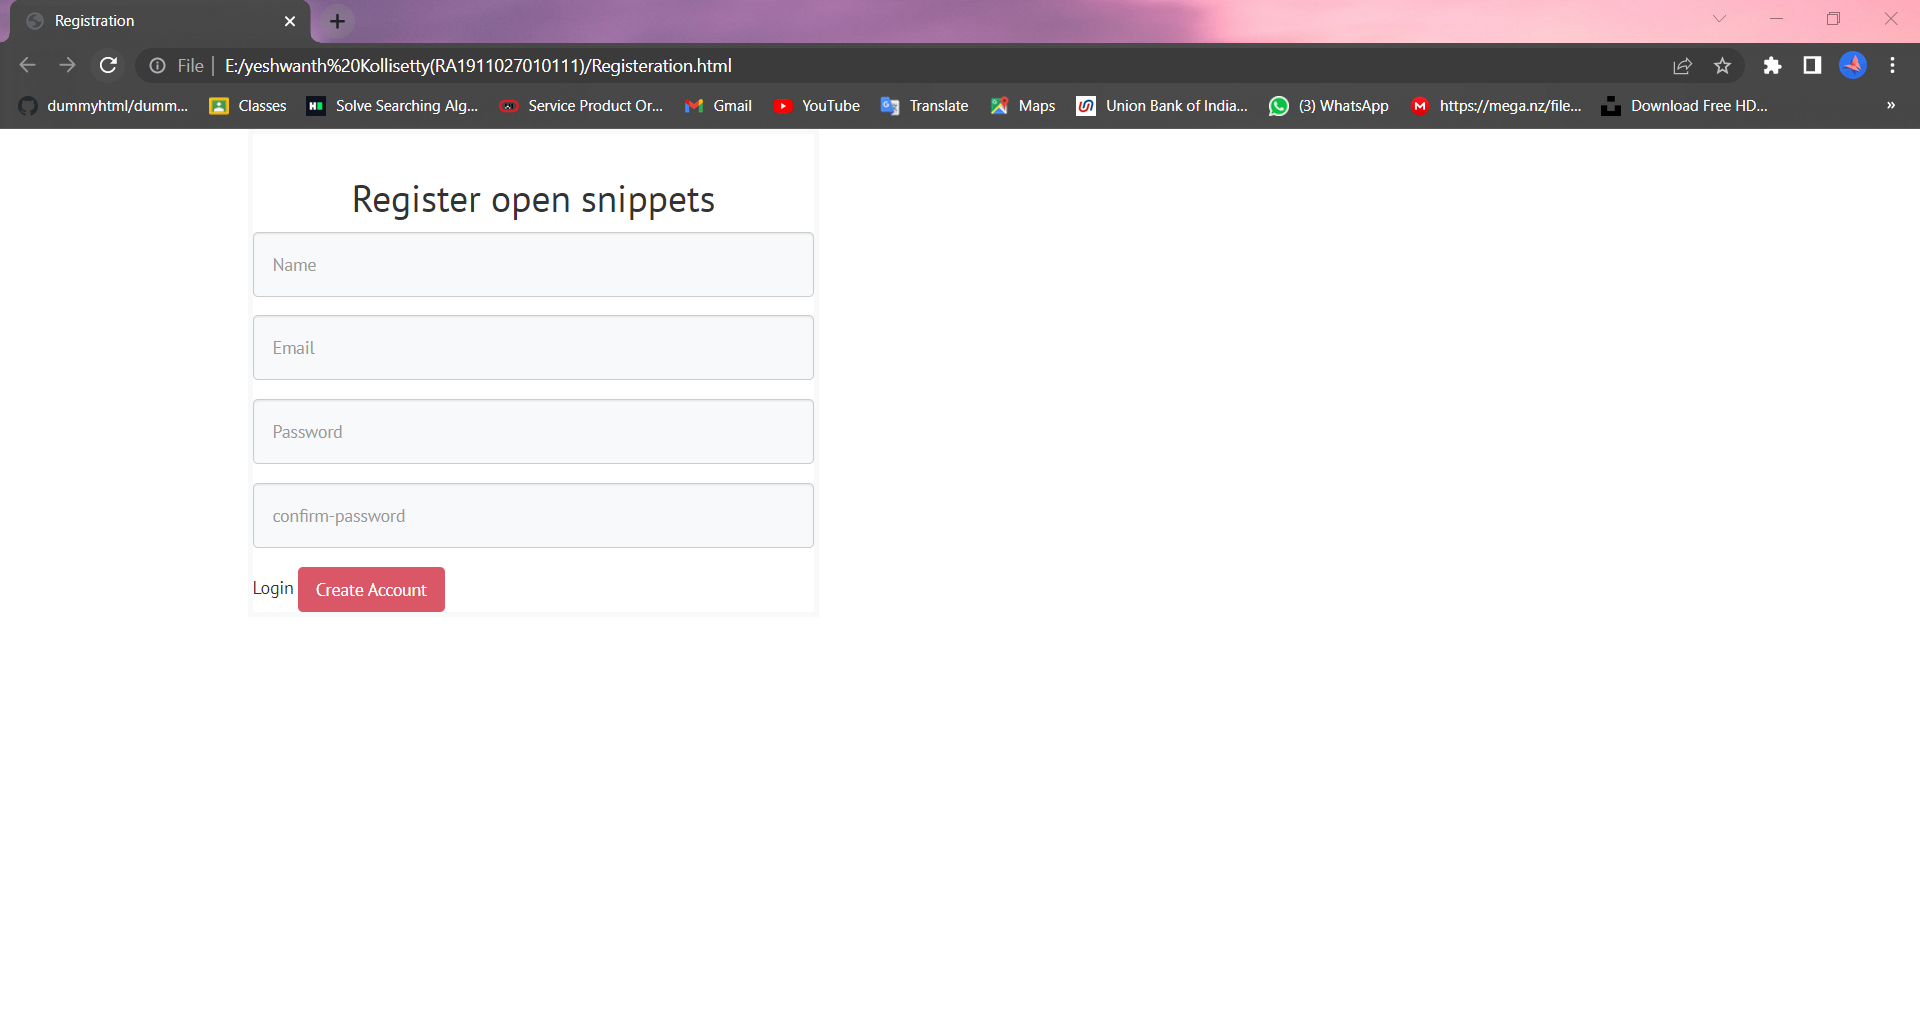 Registration
File | E:/yeshwanth%20Kollisetty(RA1911027010111)/Registeration.html
dummyhtml/dumm... Classes Solve Searching Alg... Service Product Or... Gmail YouTube Translate Maps Union Bank of India... (3) WhatsApp https://mega.nz/file... Download Free HD... »
Register open snippets
Name
Email
Password
confirm-password
Login Create Account